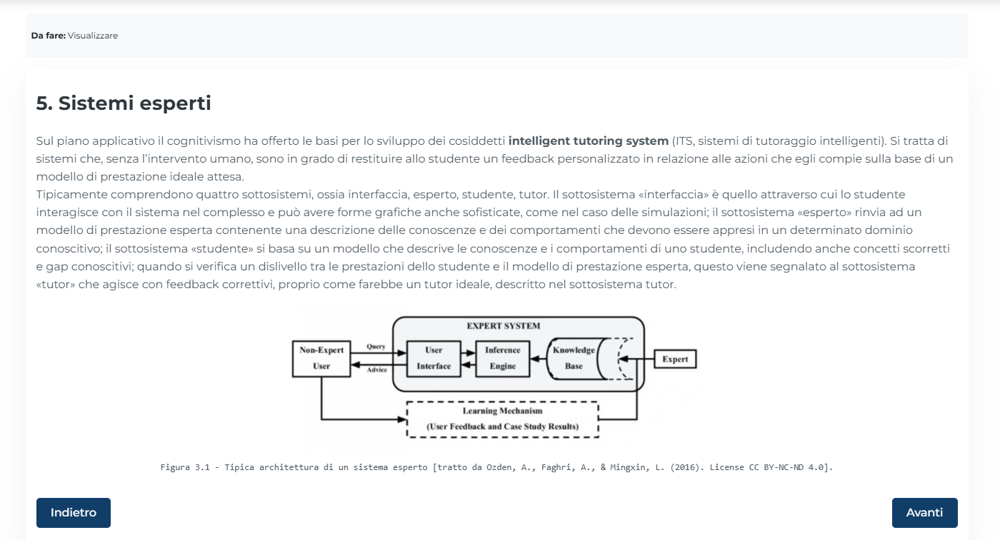 Da fare: Visualizzare
5. Sistemi esperti
Sul piano applicativo il cognitivismo ha offerto le basi per lo sviluppo dei cosiddetti intelligent tutoring system (ITS, sistemi di tutoraggio intelligenti). Si tratta di
sistemi che, senza l’intervento umano, sono in grado di restituire allo studente un feedback personalizzato in relazione alle azioni che egli compie sulla base di un
modello di prestazione ideale attesa.
Tipicamente comprendono quattro sottosistemi, ossia interfaccia, esperto, studente, tutor. Il sottosistema «interfaccia» è quello attraverso cui lo studente
interagisce con il sistema nel complesso e può avere forme grafiche anche sofisticate, come nel caso delle simulazioni; il sottosistema «esperto» rinvia ad un
modello di prestazione esperta contenente una descrizione delle conoscenze e dei comportamenti che devono essere appresi in un determinato dominio
conoscitivo; il sottosistema «studente» si basa su un modello che descrive le conoscenze e i comportamenti di uno studente, includendo anche concetti scorretti
e gap conoscitivi; quando si verifica un dislivello tra le prestazioni dello studente e il modello di prestazione esperta, questo viene segnalato al sottosistema
«tutor» che agisce con feedback correttivi, proprio come farebbe un tutor ideale, descritto nel sottosistema tutor.
EXPERT SYSTEM
Non-Expert
User
Query
Advice
User
Interface
Inference
Engine
Knowledge
Base
Expert
Learning Mechanism
(User Feedback and Case Study Results)
Figura 3.1 - Tipica architettura di un sistema esperto [tratto da Ozden, A., Faghri, A., & Mingxin, L. (2016). License CC BY-NC-ND 4.0].
Indietro
Avanti